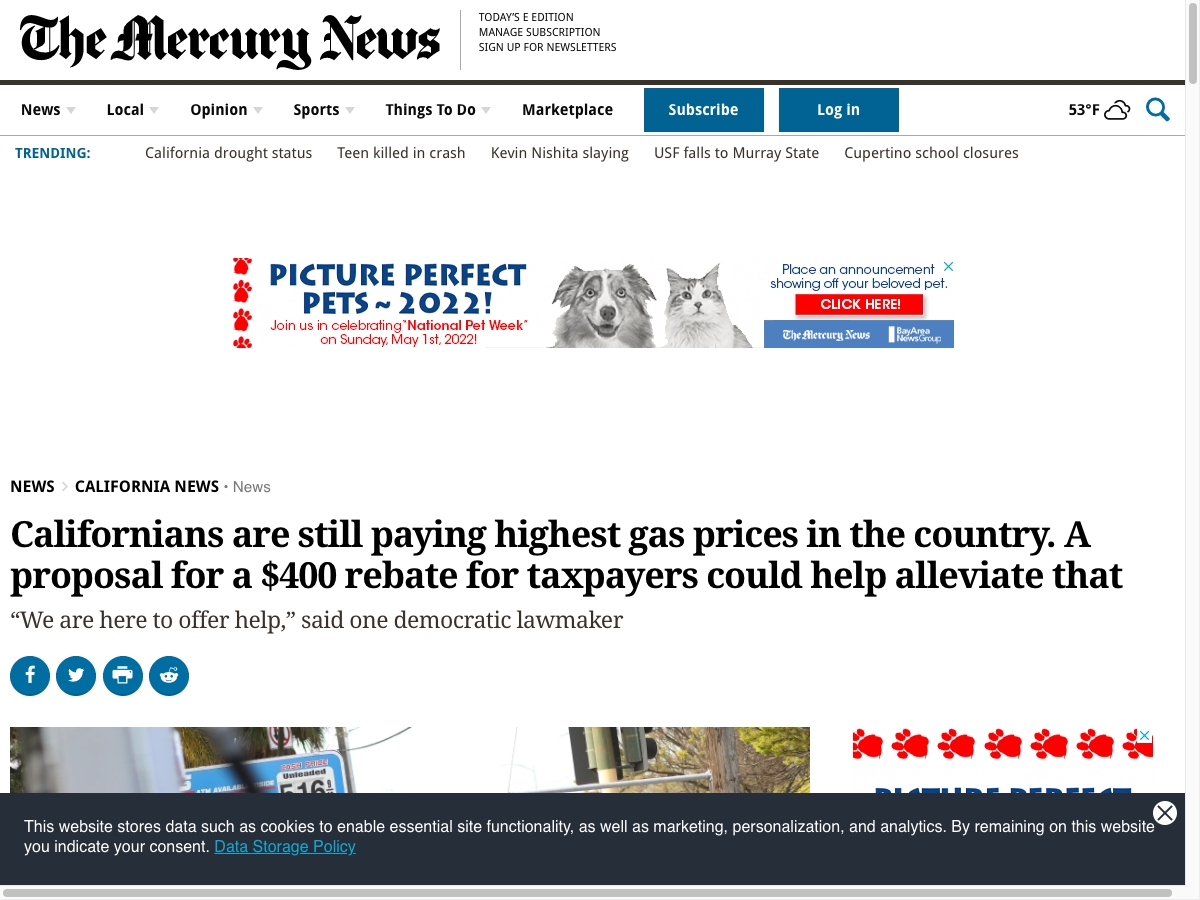 The Mercury News
TODAY'S E EDITION
MANAGE SUBSCRIPTION
SIGN UP FOR NEWSLETTERS
News Local Opinion Sports Things To Do Marketplace Subscribe Log in 53°F
TRENDING: California drought status Teen killed in crash Kevin Nishita slaying USF falls to Murray State Cupertino school closures
PICTURE PERFECT
PETS ~ 2022!
Join us in celebrating "National Pet Week"
on Sunday, May 1st, 2022!
Place an announcement
showing off your beloved pet.
CLICK HERE!
The Mercury News
BayArea
NewsGroup
NEWS CALIFORNIA NEWS • News
Californians are still paying highest gas prices in the country. A
proposal for a $400 rebate for taxpayers could help alleviate that
“We are here to offer help,” said one democratic lawmaker
CASH PRICE
Unleaded
ATM AVAILABLE INSIDE
516
PICTURE PERFECT
This website stores data such as cookies to enable essential site functionality, as well as marketing, personalization, and analytics. By remaining on this website
you indicate your consent. Data Storage Policy